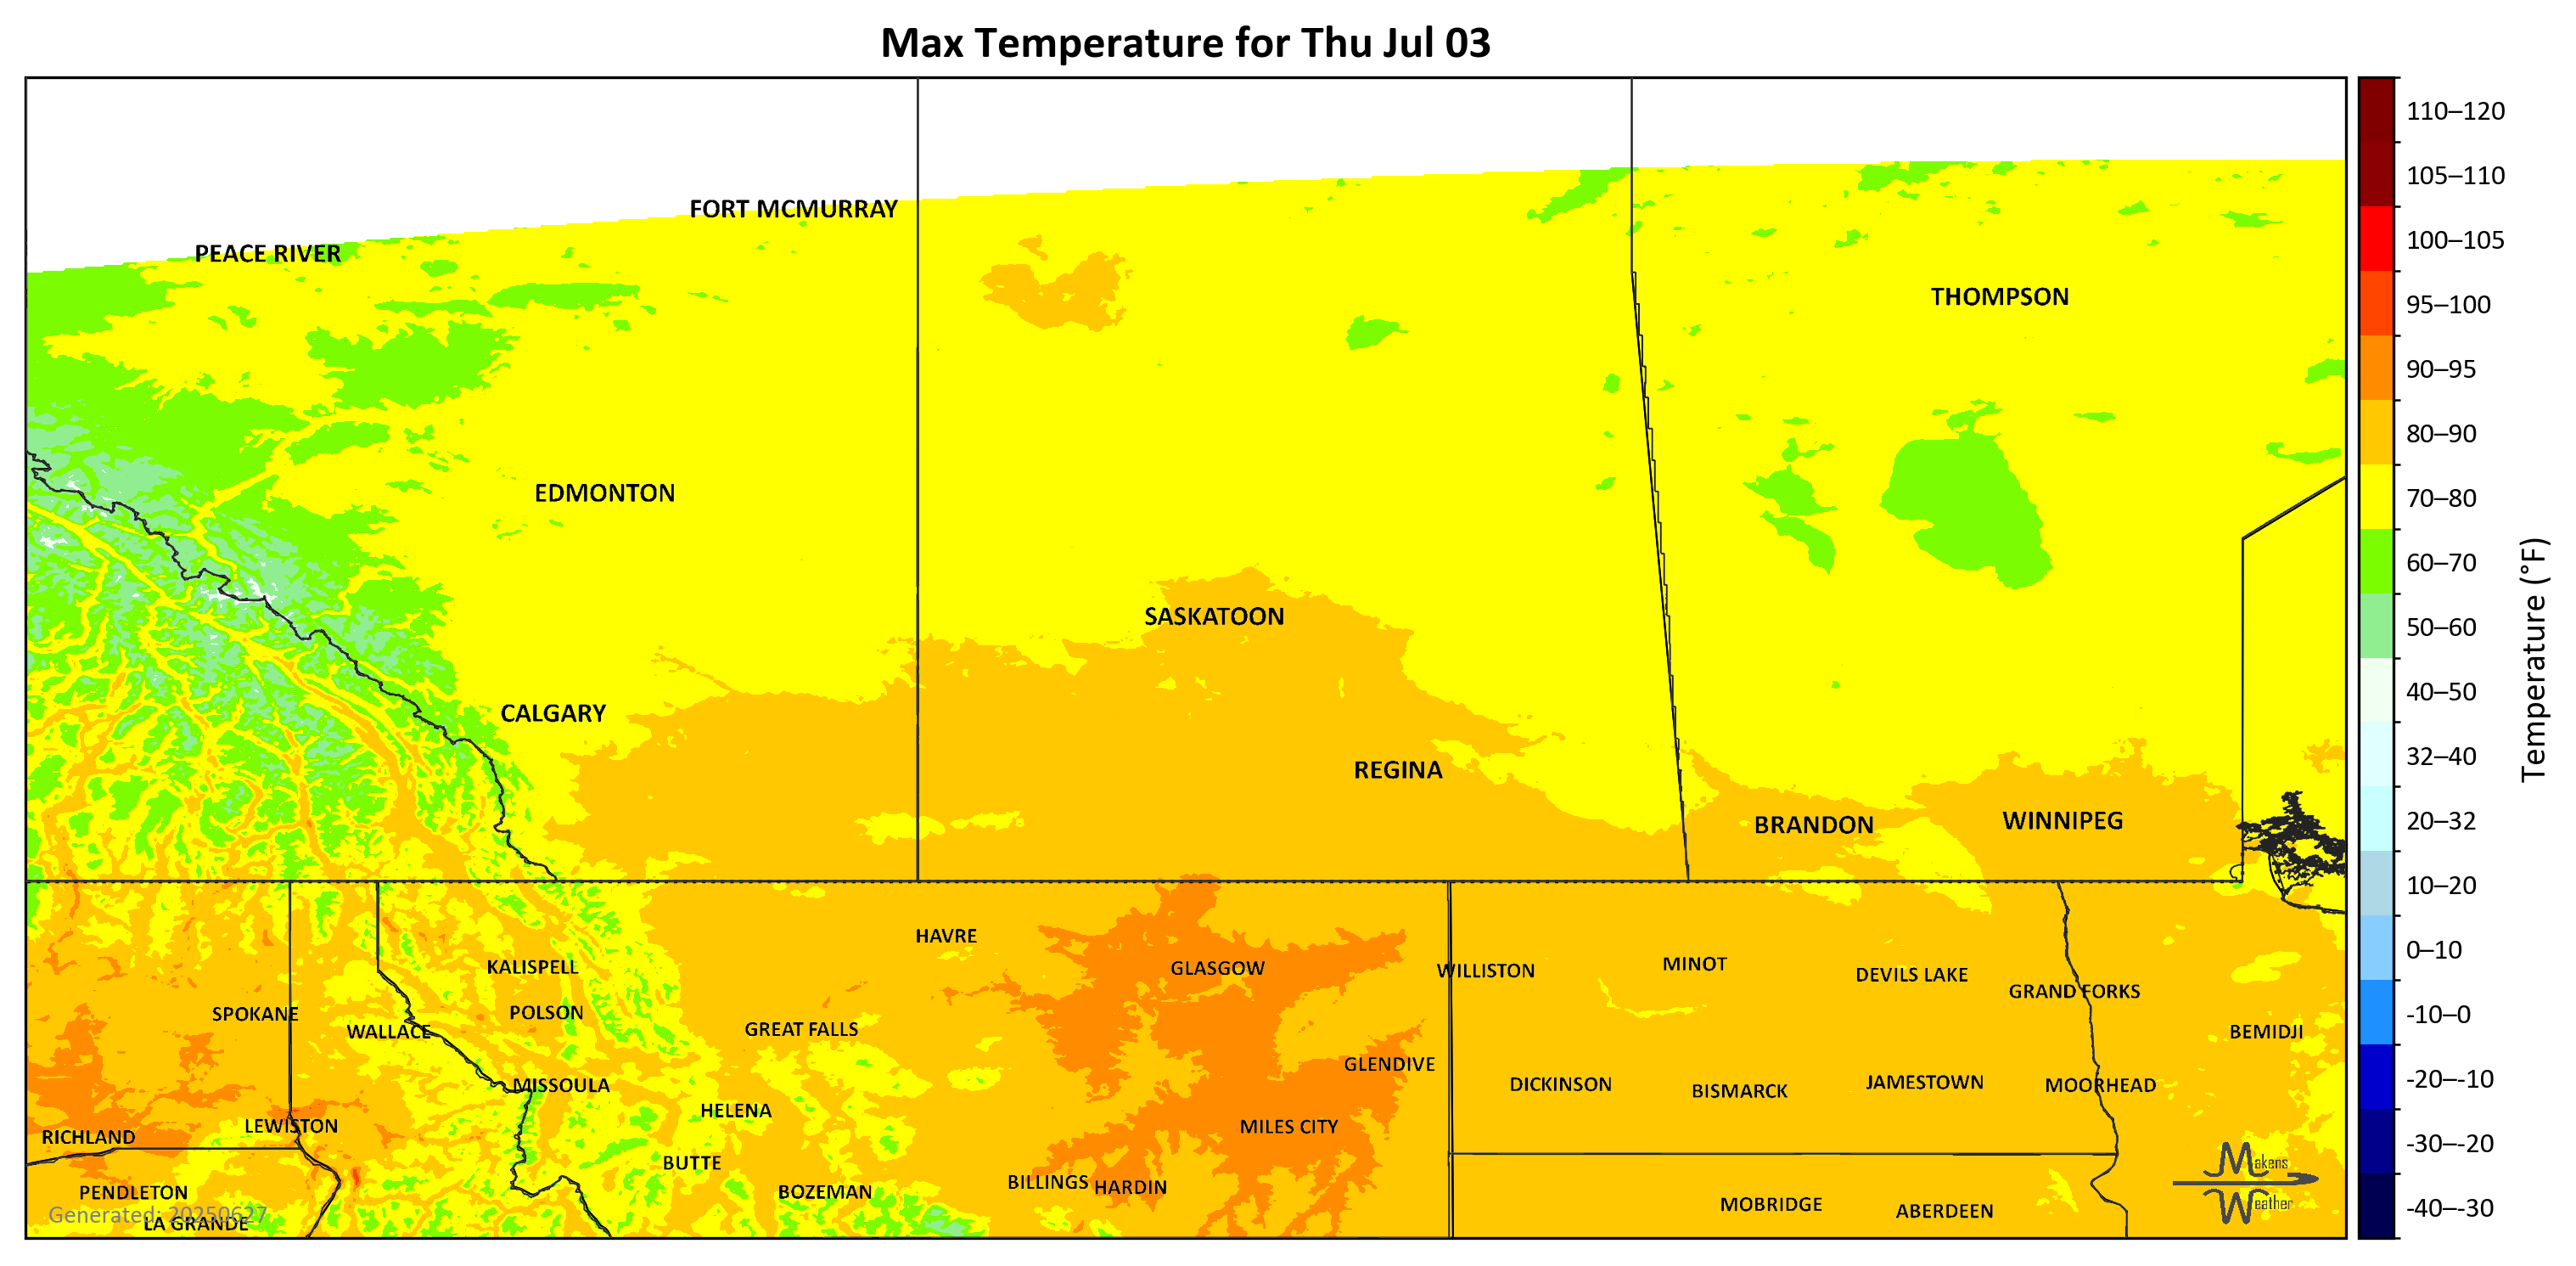 Max Temperature for Thu Jul 03
110–120
105–110
100–105
95–100
90–95
80–90
70–80
60–70
50–60
40–50
32–40
20–32
10–20
0–10
-10–0
-20–-10
-30–-20
-40–-30
Temperature (°F)
FORT MCMURRAY
PEACE RIVER
THOMPSON
EDMONTON
SASKATOON
CALGARY
REGINA
BRANDON
WINNIPEG
HAVRE
KALISPELL
GLASGOW
WILLISTON
MINOT
DEVILS LAKE
GRAND FORKS
SPOKANE
POLSON
WALLACE
GREAT FALLS
BEMIDJI
GLENDIVE
MISSOULA
DICKINSON
BISMARCK
JAMESTOWN
MOORHEAD
HELENA
LEWISTON
MILES CITY
RICHLAND
BUTTE
BILLINGS
HARDIN
PENDLETON
BOZEMAN
MOBRIDGE
ABERDEEN
Generated: 20250627
LA GRANDE
Makens
Weather